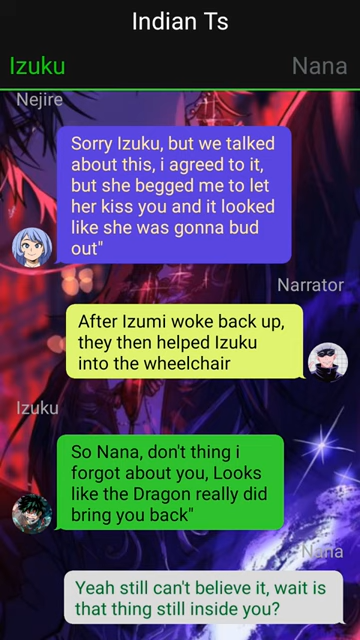 Indian Ts
Izuku
Nana
Nejire
Sorry Izuku, but we talked
about this, i agreed to it,
but she begged me to let
her kiss you and it looked
like she was gonna bud
out"
Narrator
After Izumi woke back up,
they then helped Izuku
into the wheelchair
Izuku
So Nana, don't thing i
forgot about you, Looks
like the Dragon really did
bring you back"
Nana
Yeah still can't believe it, wait is
that thing still inside you?